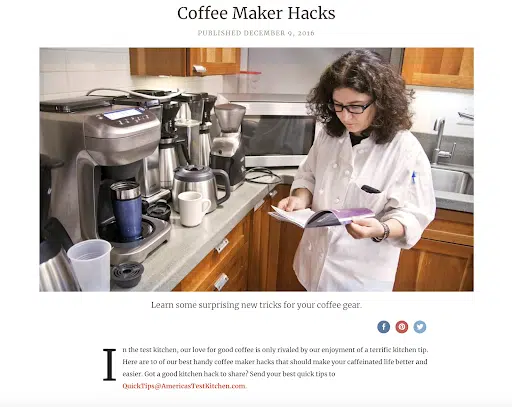 Coffee Maker Hacks
PUBLISHED DECEMBER 9, 2016
Learn some surprising new tricks for your coffee gear.
In the test kitchen, our love for good coffee is only rivaled by our enjoyment of a terrific kitchen tip.
Here are 10 of our best handy coffee maker hacks that should make your caffeinated life better and
easier. Got a good kitchen hack to share? Send your best quick tips to
QuickTips@AmericasTestKitchen.com.